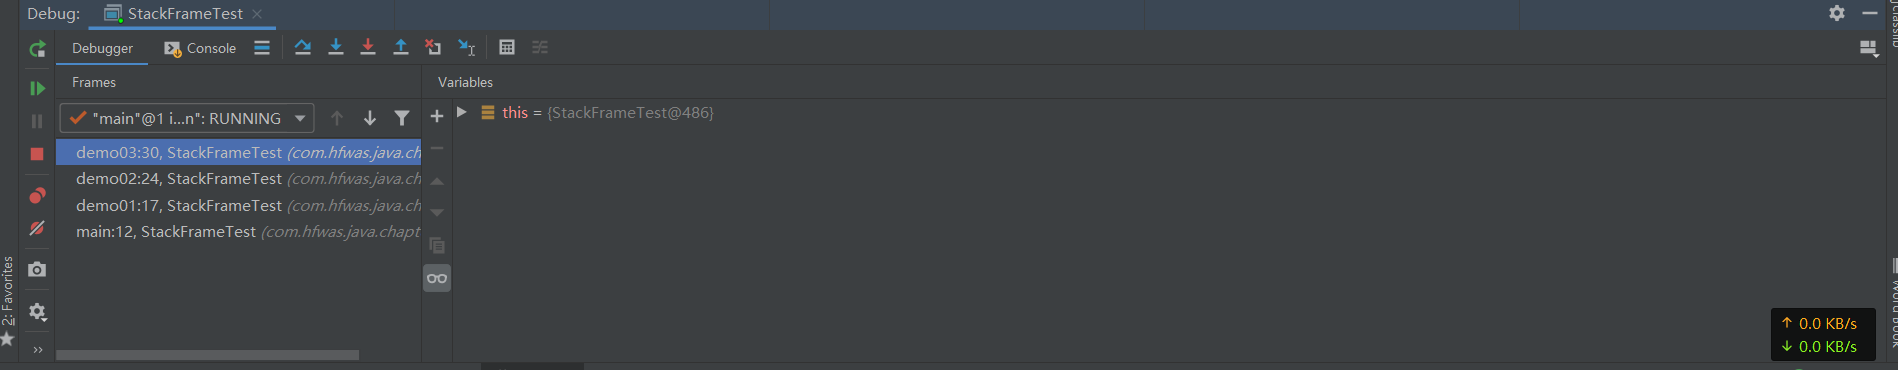 Debug: StackFrameTest
Debugger Console
Frames
Variables
"main"@1 i...n": RUNNING
this = {StackFrameTest@486}
demo03:30, StackFrameTest (com.hfwas.java.ch
demo02:24, StackFrameTest (com.hfwas.java.ch
demo01:17, StackFrameTest (com.hfwas.java.ch
main:12, StackFrameTest (com.hfwas.java.chapt
2: Favorites
Word Book
↑ 0.0 KB/s
↓ 0.0 KB/s